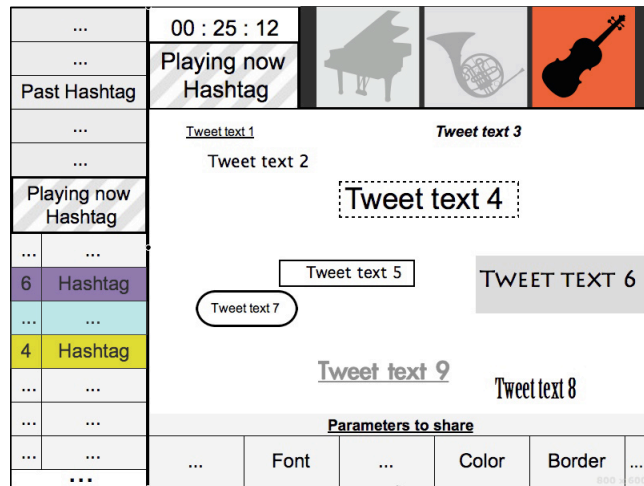 ...
...
Past Hashtag
...
...
Playing now
Hashtag
... ...
6 Hashtag
... ...
4 Hashtag
... ...
... ...
... ...
...
00 : 25 : 12
Playing now
Hashtag
Tweet text 1
Tweet text 3
Tweet text 2
Tweet text 4
Tweet text 5
TWEET TEXT 6
Tweet text 7
Tweet text 9
Tweet text 8
Parameters to share
... Font ... Color Border ...
800 x 600